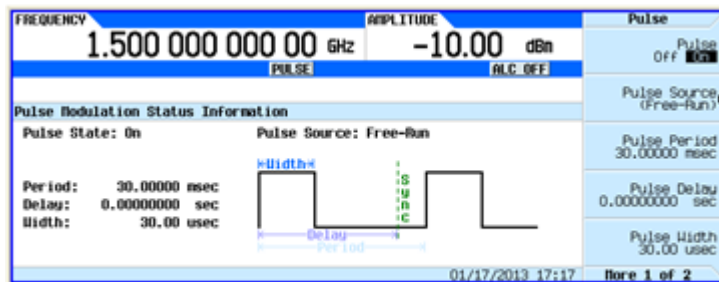 FREQUENCY
AMPLITUDE
1.500 000 000 00 GHz
-10.00 dBm
PULSE
ALC OFF
Pulse Modulation Status Information
Pulse State: On
Pulse Source: Free-Run
Width
Period: 30.00000 msec
Delay: 0.00000000 sec
Width: 30.00 usec
Sync
Delay
Period
01/17/2013 17:17
Pulse
Pulse
Off On
Pulse Source
(Free-Run)
Pulse Period
30.00000 msec
Pulse Delay
0.00000000 sec
Pulse Width
30.00 usec
More 1 of 2